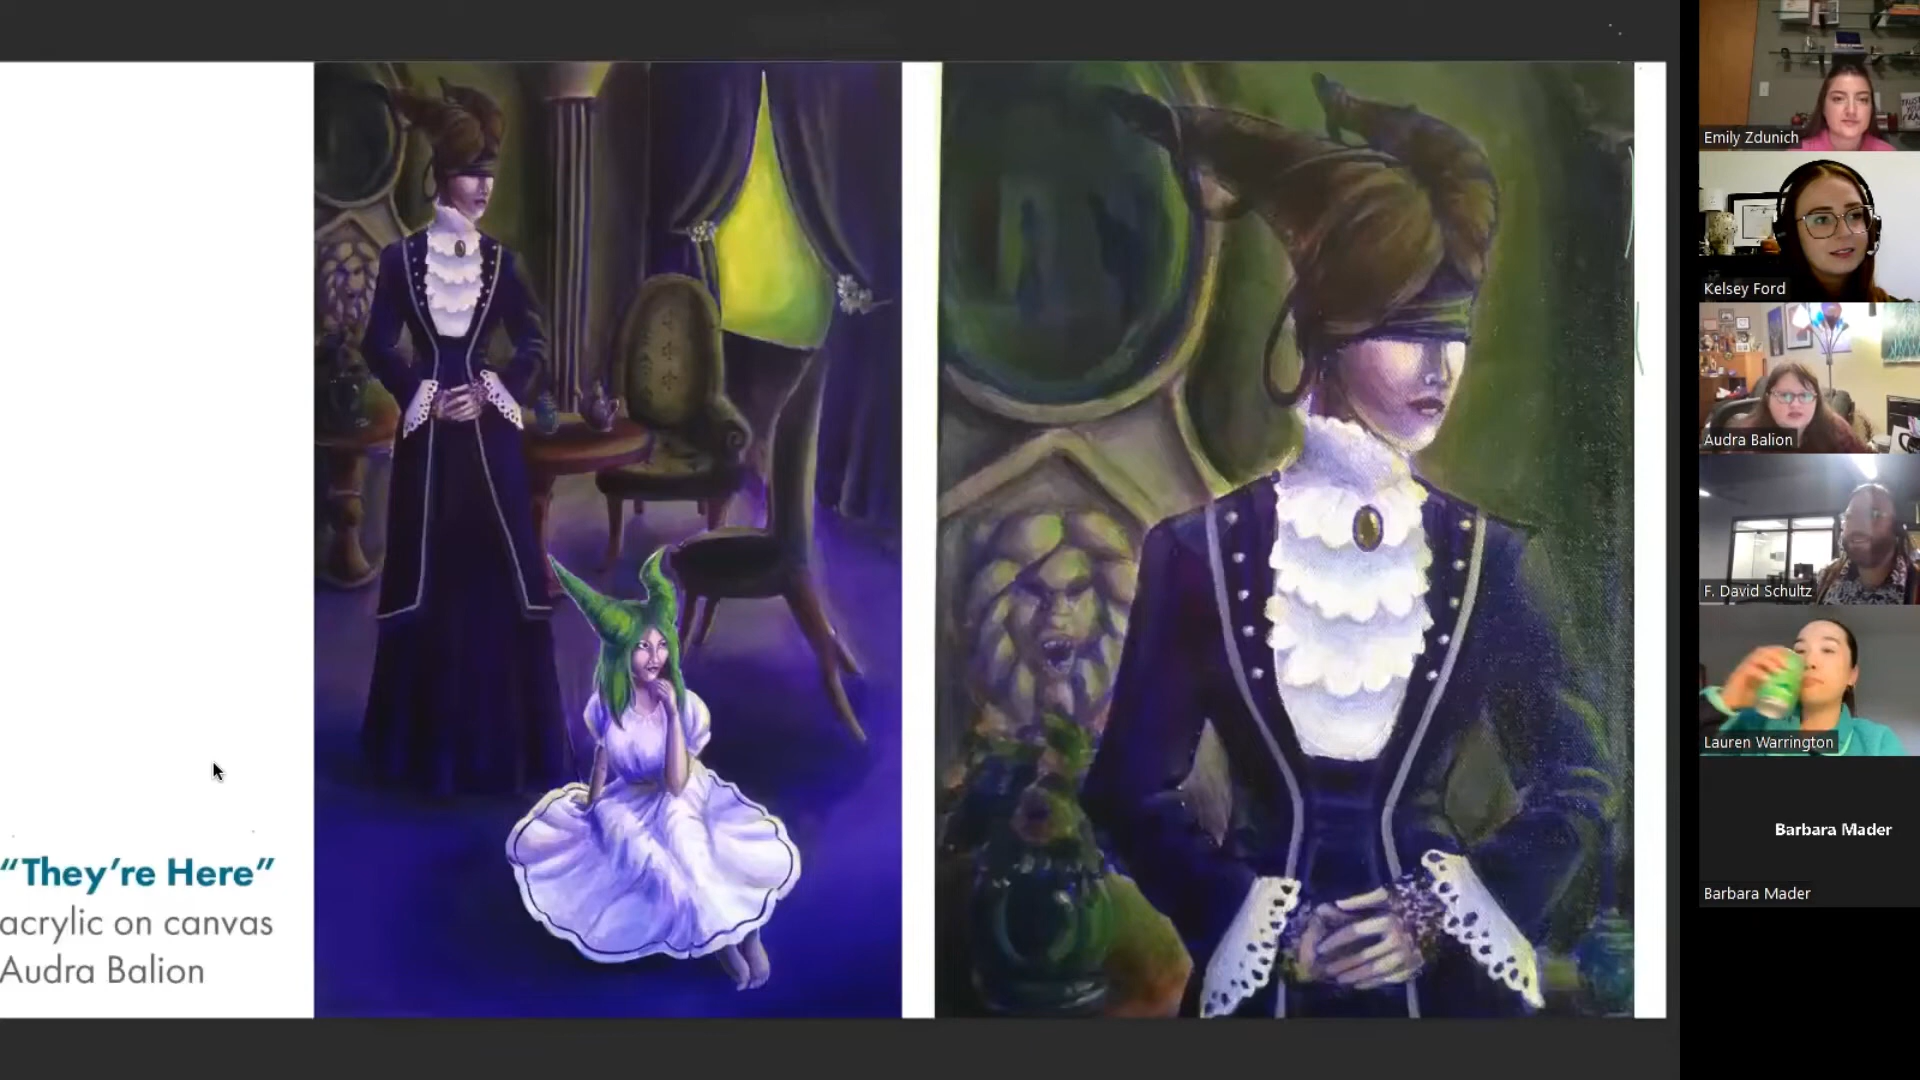 “They’re Here”
acrylic on canvas
Audra Balion
Emily Zdunich
Kelsey Ford
Audra Balion
F. David Schultz
Lauren Warrington
Barbara Mader
Barbara Mader